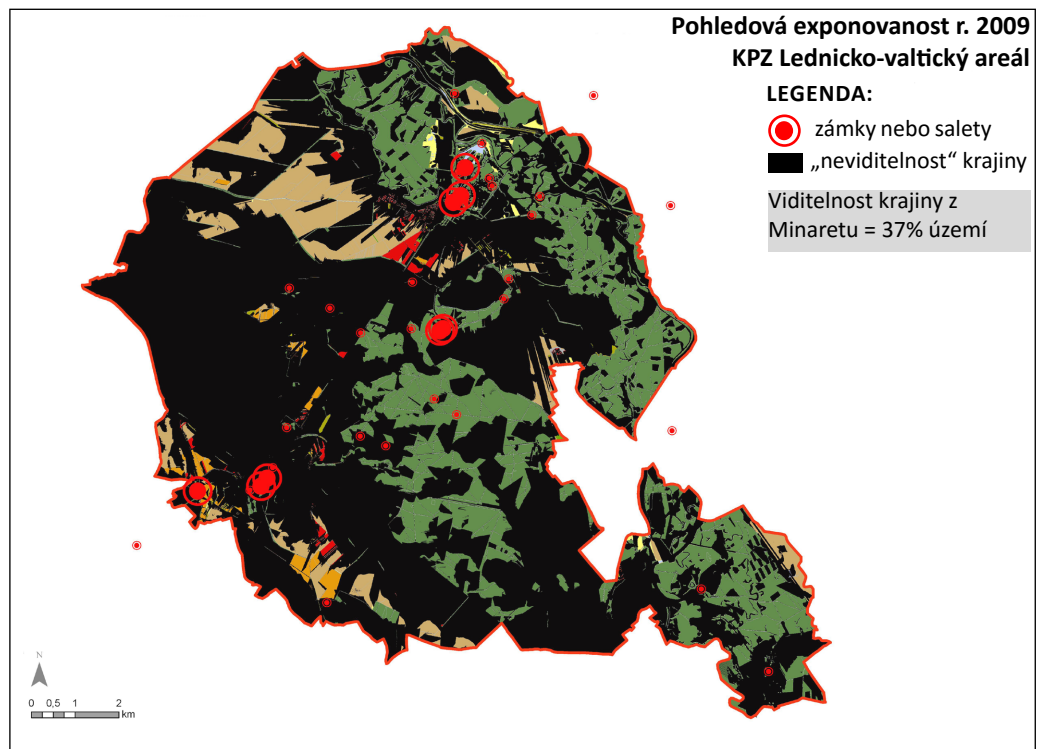 Pohledová exponovanost r. 2009
KPZ Lednicko-valtický areál
LEGENDA:
zámky nebo salety
„neviditelnost“ krajiny
Viditelnost krajiny z
Minaretu = 37% území
N
0 0,5 1 2
km